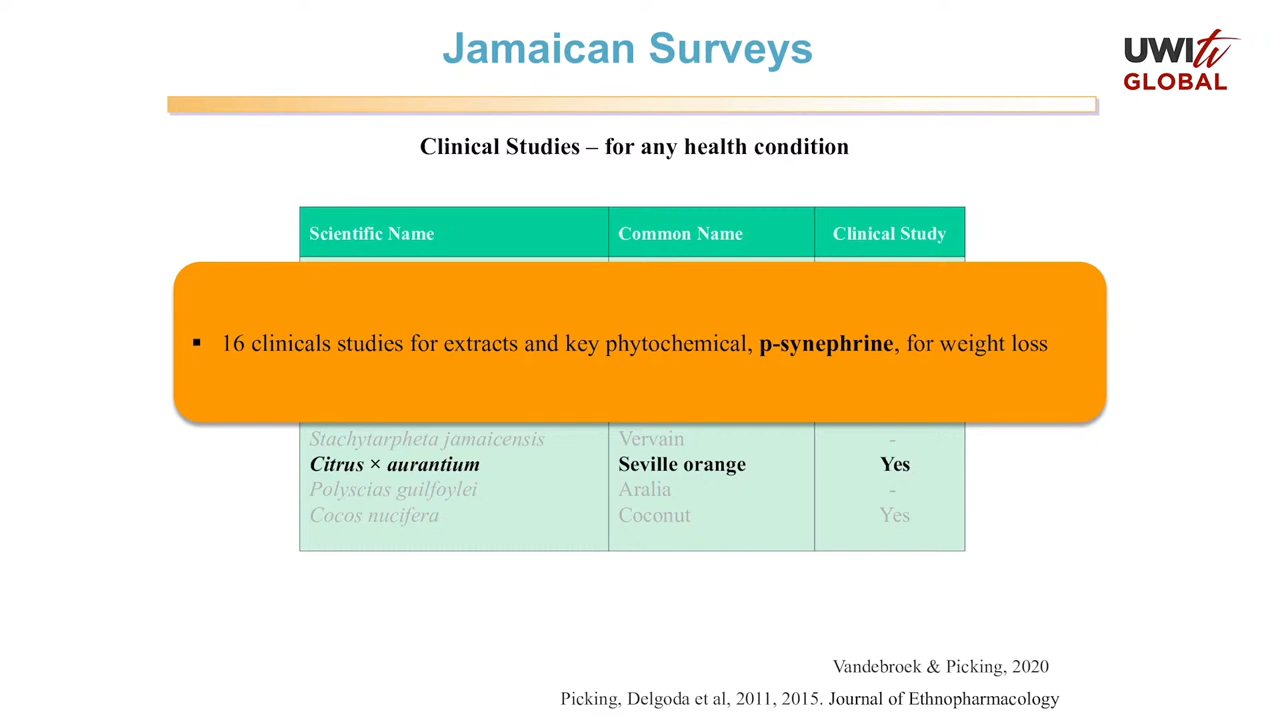 Jamaican Surveys
UWI tv
GLOBAL
Clinical Studies – for any health condition
Scientific Name Common Name Clinical Study
▪ 16 clinicals studies for extracts and key phytochemical, p-synephrine, for weight loss
Stachytarpheta jamaicensis Vervain -
Citrus × aurantium Seville orange Yes
Polyscias guilfoylei Aralia -
Cocos nucifera Coconut Yes
Vandebroek & Picking, 2020
Picking, Delgoda et al, 2011, 2015. Journal of Ethnopharmacology